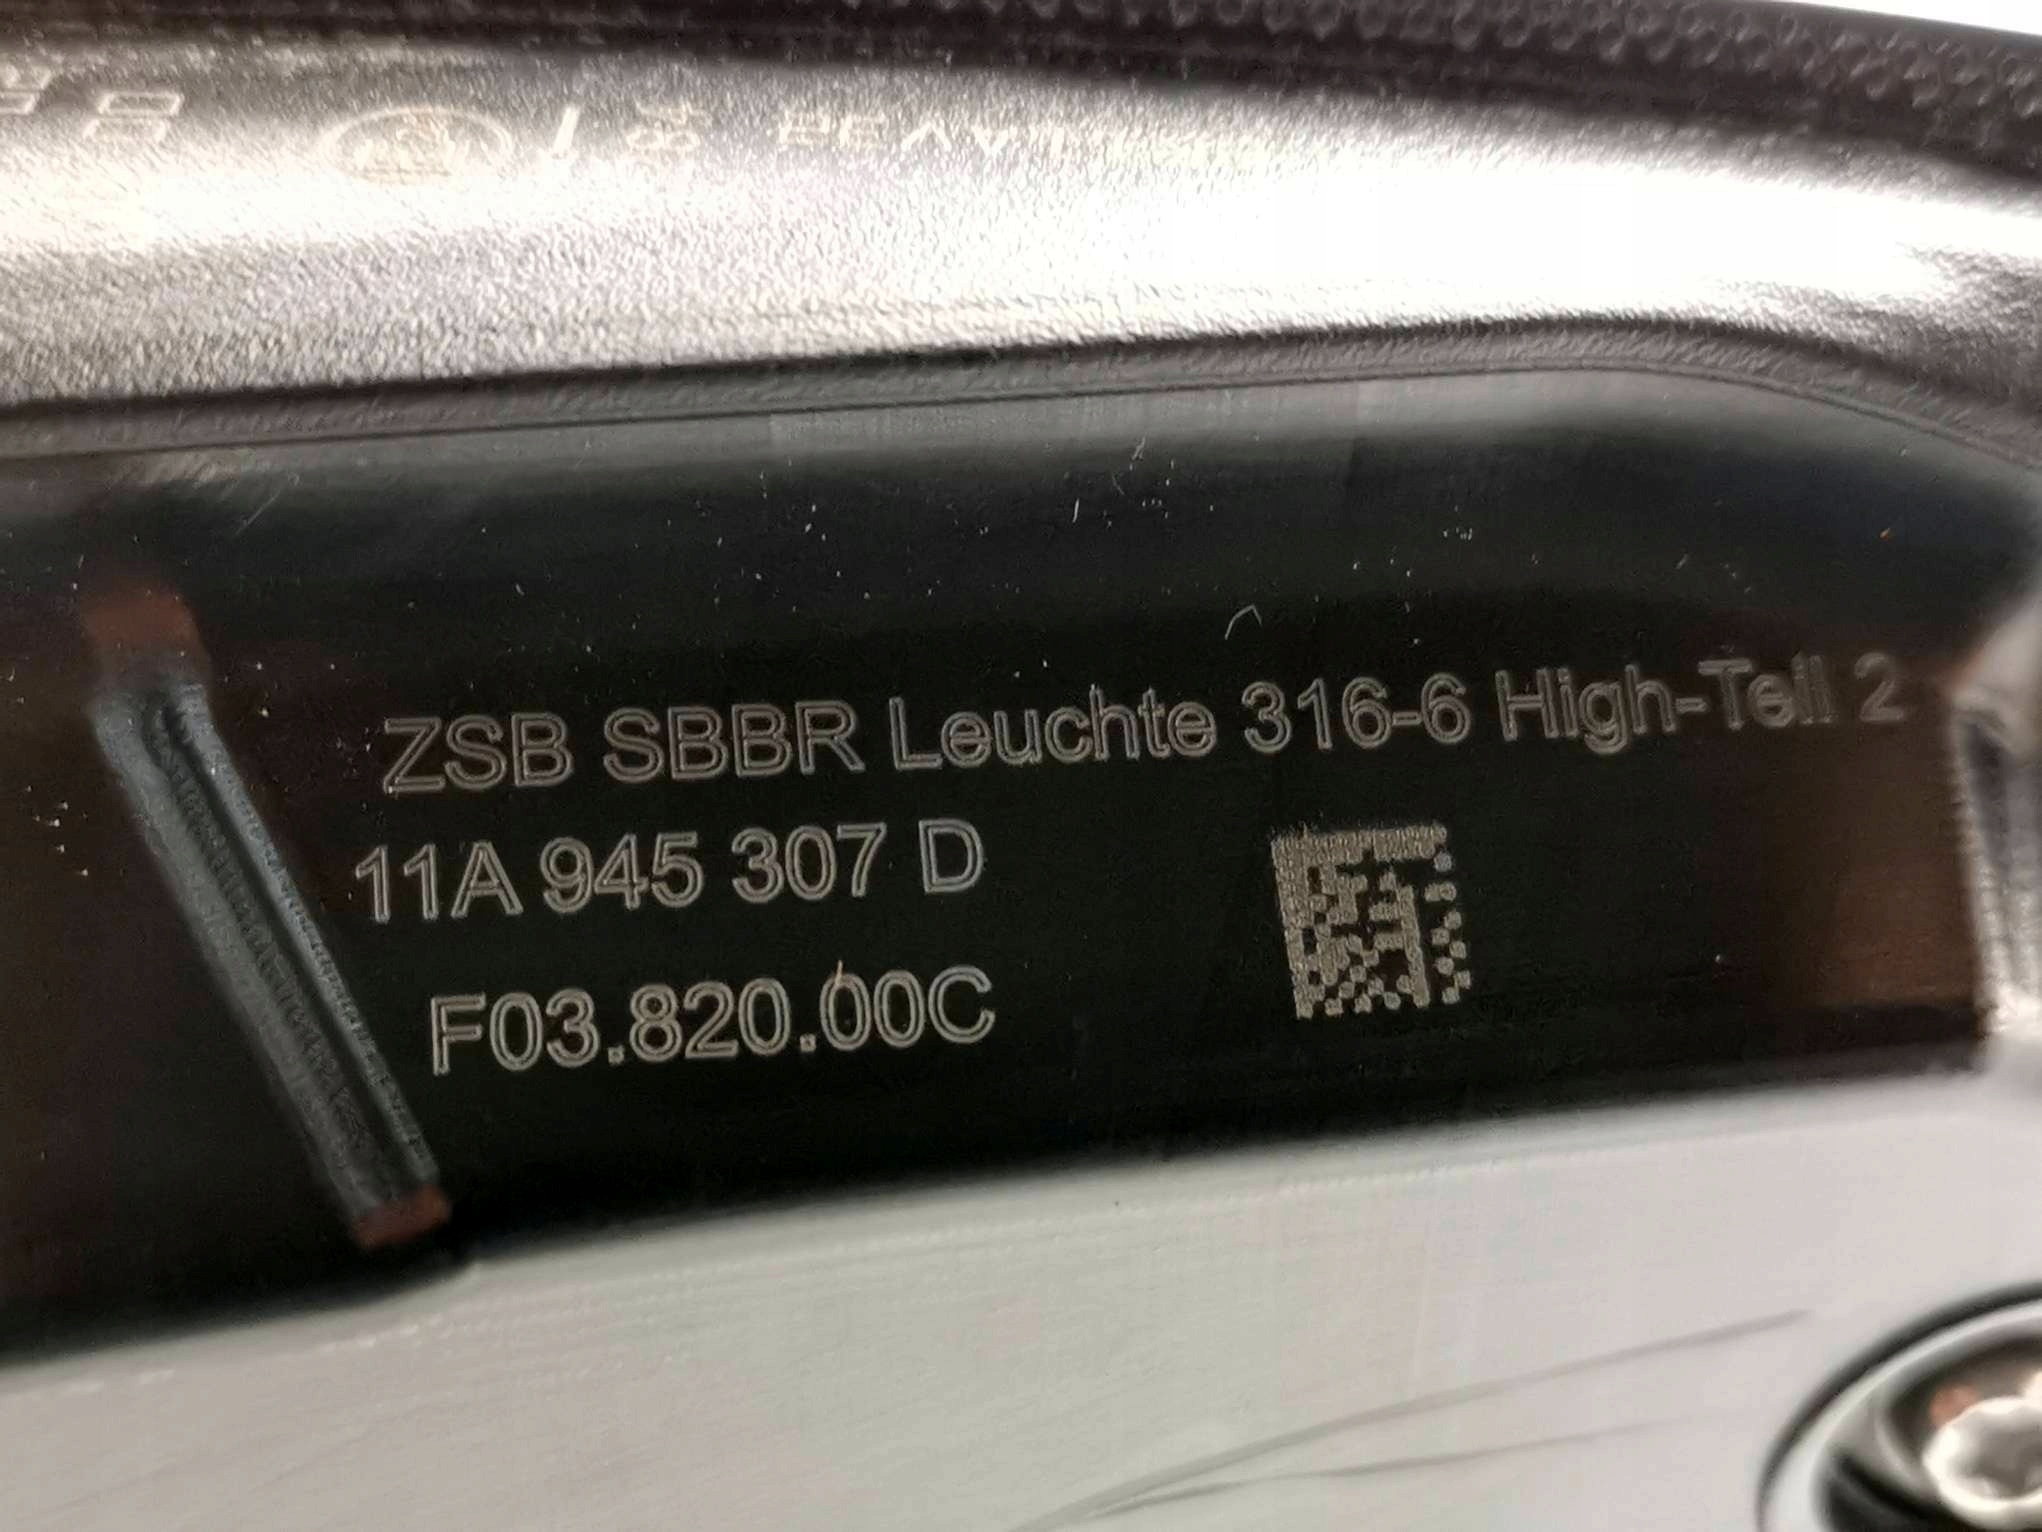 ZSB SBBR Leuchte 316-6 High-Teil 2
11A 945 307 D
F03.820.00C